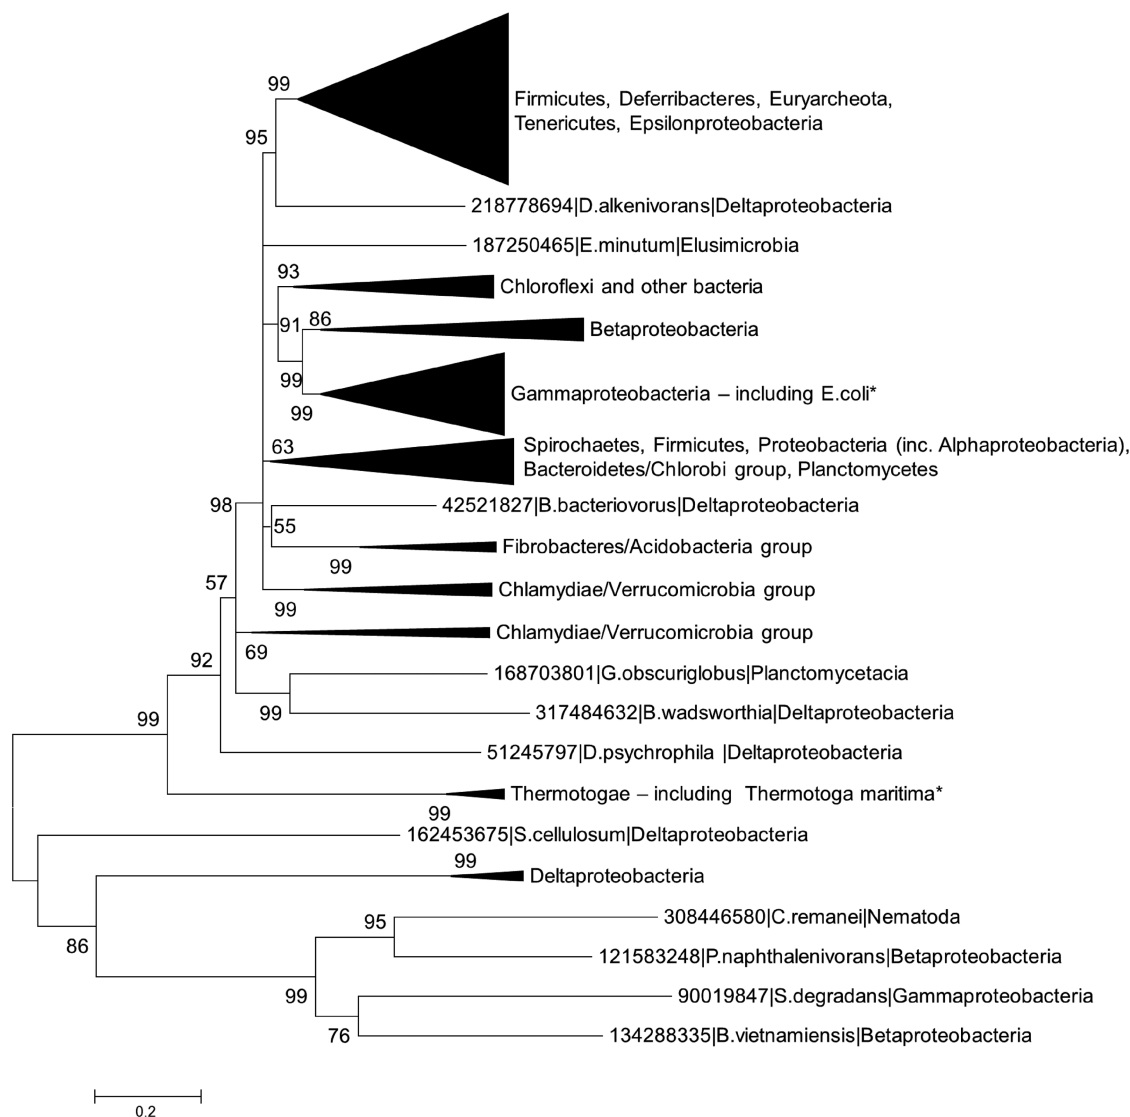 99
Firmicutes, Deferribacteres, Euryarcheota,
Tenericutes, Epsilonproteobacteria
95
218778694|D.alkenivorans|Deltaproteobacteria
187250465|E.minutum|Elusimicrobia
93
Chloroflexi and other bacteria
91
86
Betaproteobacteria
99
Gammaproteobacteria – including E.coli*
99
63
Spirochaetes, Firmicutes, Proteobacteria (inc. Alphaproteobacteria),
Bacteroidetes/Chlorobi group, Planctomycetes
98
42521827|B.bacteriovorus|Deltaproteobacteria
55
Fibrobacteres/Acidobacteria group
99
57
Chlamydiae/Verrucomicrobia group
99
Chlamydiae/Verrucomicrobia group
69
92
168703801|G.obscuriglobus|Planctomycetacia
99
317484632|B.wadsworthia|Deltaproteobacteria
99
51245797|D.psychrophila |Deltaproteobacteria
Thermotogae – including Thermotoga maritima*
99
162453675|S.cellulosum|Deltaproteobacteria
99
Deltaproteobacteria
86
95
308446580|C.remanei|Nematoda
121583248|P.naphthalenivorans|Betaproteobacteria
99
90019847|S.degradans|Gammaproteobacteria
76
134288335|B.vietnamiensis|Betaproteobacteria
0.2